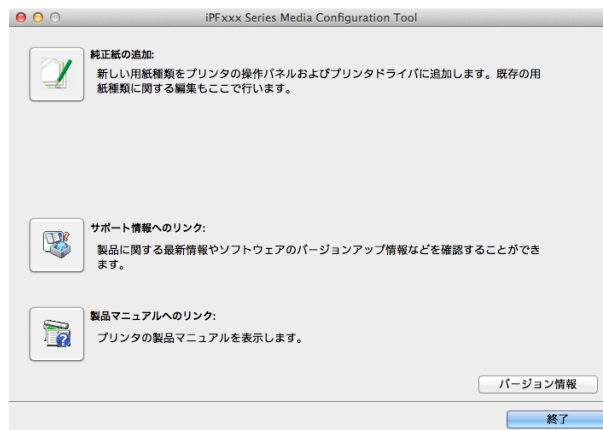 iPFxxx Series Media Configuration Tool
純正紙の追加:
新しい用紙種類をプリンタの操作パネルおよびプリンタドライバに追加します。既存の用
紙種類に関する編集もここで行います。
サポート情報へのリンク:
製品に関する最新情報やソフトウェアのバージョンアップ情報などを確認することができ
ます。
製品マニュアルへのリンク:
プリンタの製品マニュアルを表示します。
バージョン情報
終了